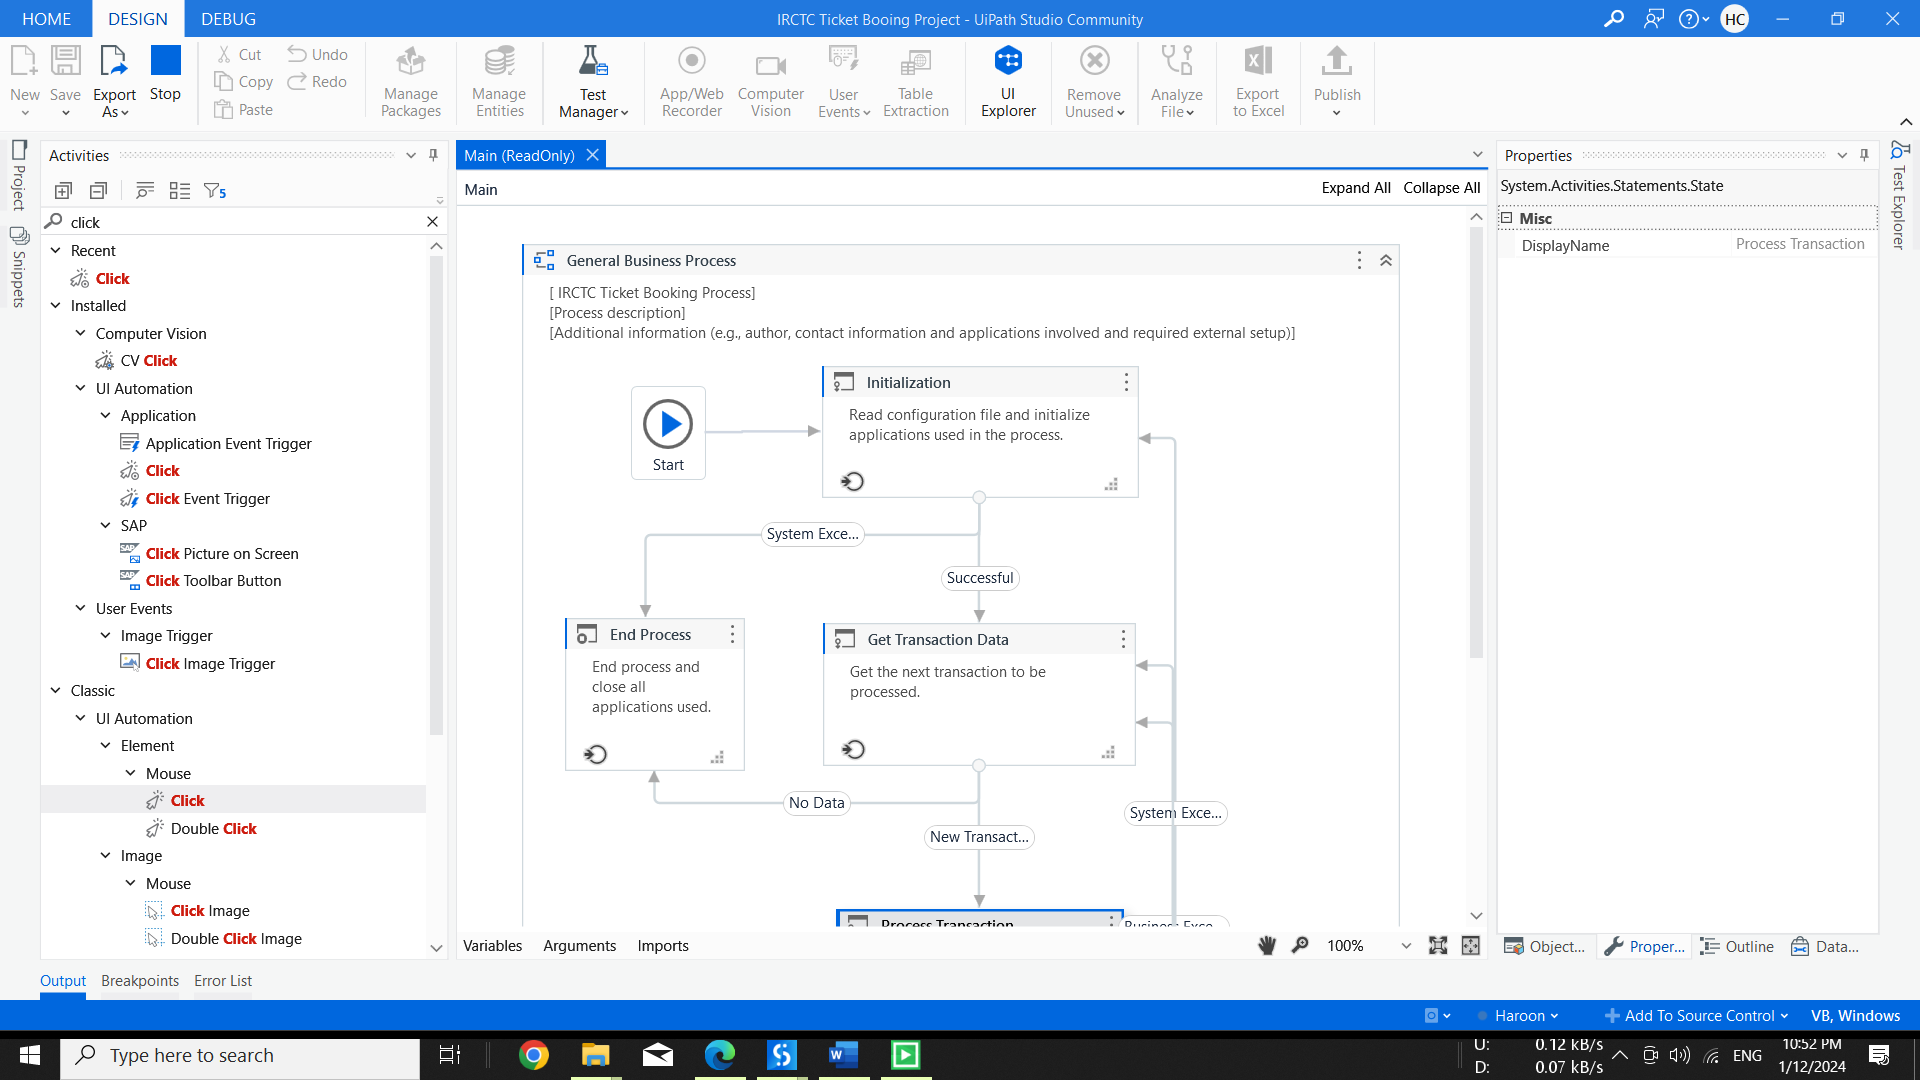 HOME DESIGN DEBUG
IRCTC Ticket Booing Project - UiPath Studio Community
HC
New
Save
Export As
Stop
Cut
Copy
Paste
Undo
Redo
Manage Packages
Manage Entities
Test Manager
App/Web Recorder
Computer Vision
User Events
Table Extraction
UI Explorer
Remove Unused
Analyze File
Export to Excel
Publish
Project
Snippets
Activities
5
click
Recent
Click
Installed
Computer Vision
CV Click
UI Automation
Application
Application Event Trigger
Click
Click Event Trigger
SAP
Click Picture on Screen
Click Toolbar Button
User Events
Image Trigger
Click Image Trigger
Classic
UI Automation
Element
Mouse
Click
Double Click
Image
Mouse
Click Image
Double Click Image
Main (ReadOnly)
Main
Expand All Collapse All
General Business Process
[ IRCTC Ticket Booking Process]
[Process description]
[Additional information (e.g., author, contact information and applications involved and required external setup)]
Start
Initialization
Read configuration file and initialize
applications used in the process.
System Exce...
Successful
End Process
End process and
close all
applications used.
Get Transaction Data
Get the next transaction to be
processed.
No Data
New Transact...
System Exce...
Process Transaction
Business Exce...
Variables Arguments Imports
100%
Properties
System.Activities.Statements.State
Misc
DisplayName Process Transaction
Test Explorer
Object... Proper... Outline Data...
Output Breakpoints Error List
Haroon Add To Source Control VB, Windows
Type here to search
U: 0.12 kB/s
D: 0.07 kB/s
ENG
10:52 PM
1/12/2024